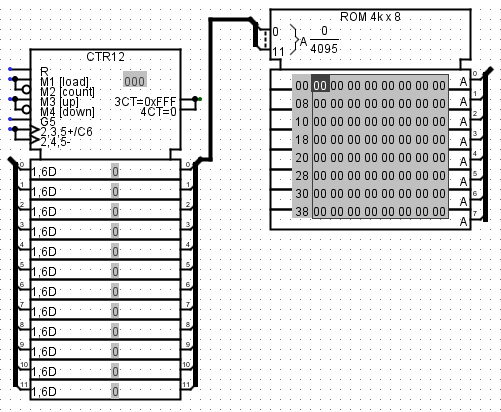 ROM 4k x 8
0
11
A 0
4095
CTR12
R
M1 [load]
M2 [count]
M3 [up]
M4 [down]
G5
2,3,5+/C6
2,4,5-
000
3CT=0xFFF
4CT=0
00 00 00 00 00 00 00 00 00
08 00 00 00 00 00 00 00 00
10 00 00 00 00 00 00 00 00
18 00 00 00 00 00 00 00 00
20 00 00 00 00 00 00 00 00
28 00 00 00 00 00 00 00 00
30 00 00 00 00 00 00 00 00
38 00 00 00 00 00 00 00 00
A 0
A 1
A 2
A 3
A 4
A 5
A 6
A 7
0 1,6D 0 0
1 1,6D 0 1
2 1,6D 0 2
3 1,6D 0 3
4 1,6D 0 4
5 1,6D 0 5
6 1,6D 0 6
7 1,6D 0 7
8 1,6D 0 8
9 1,6D 0 9
10 1,6D 0 10
11 1,6D 0 11